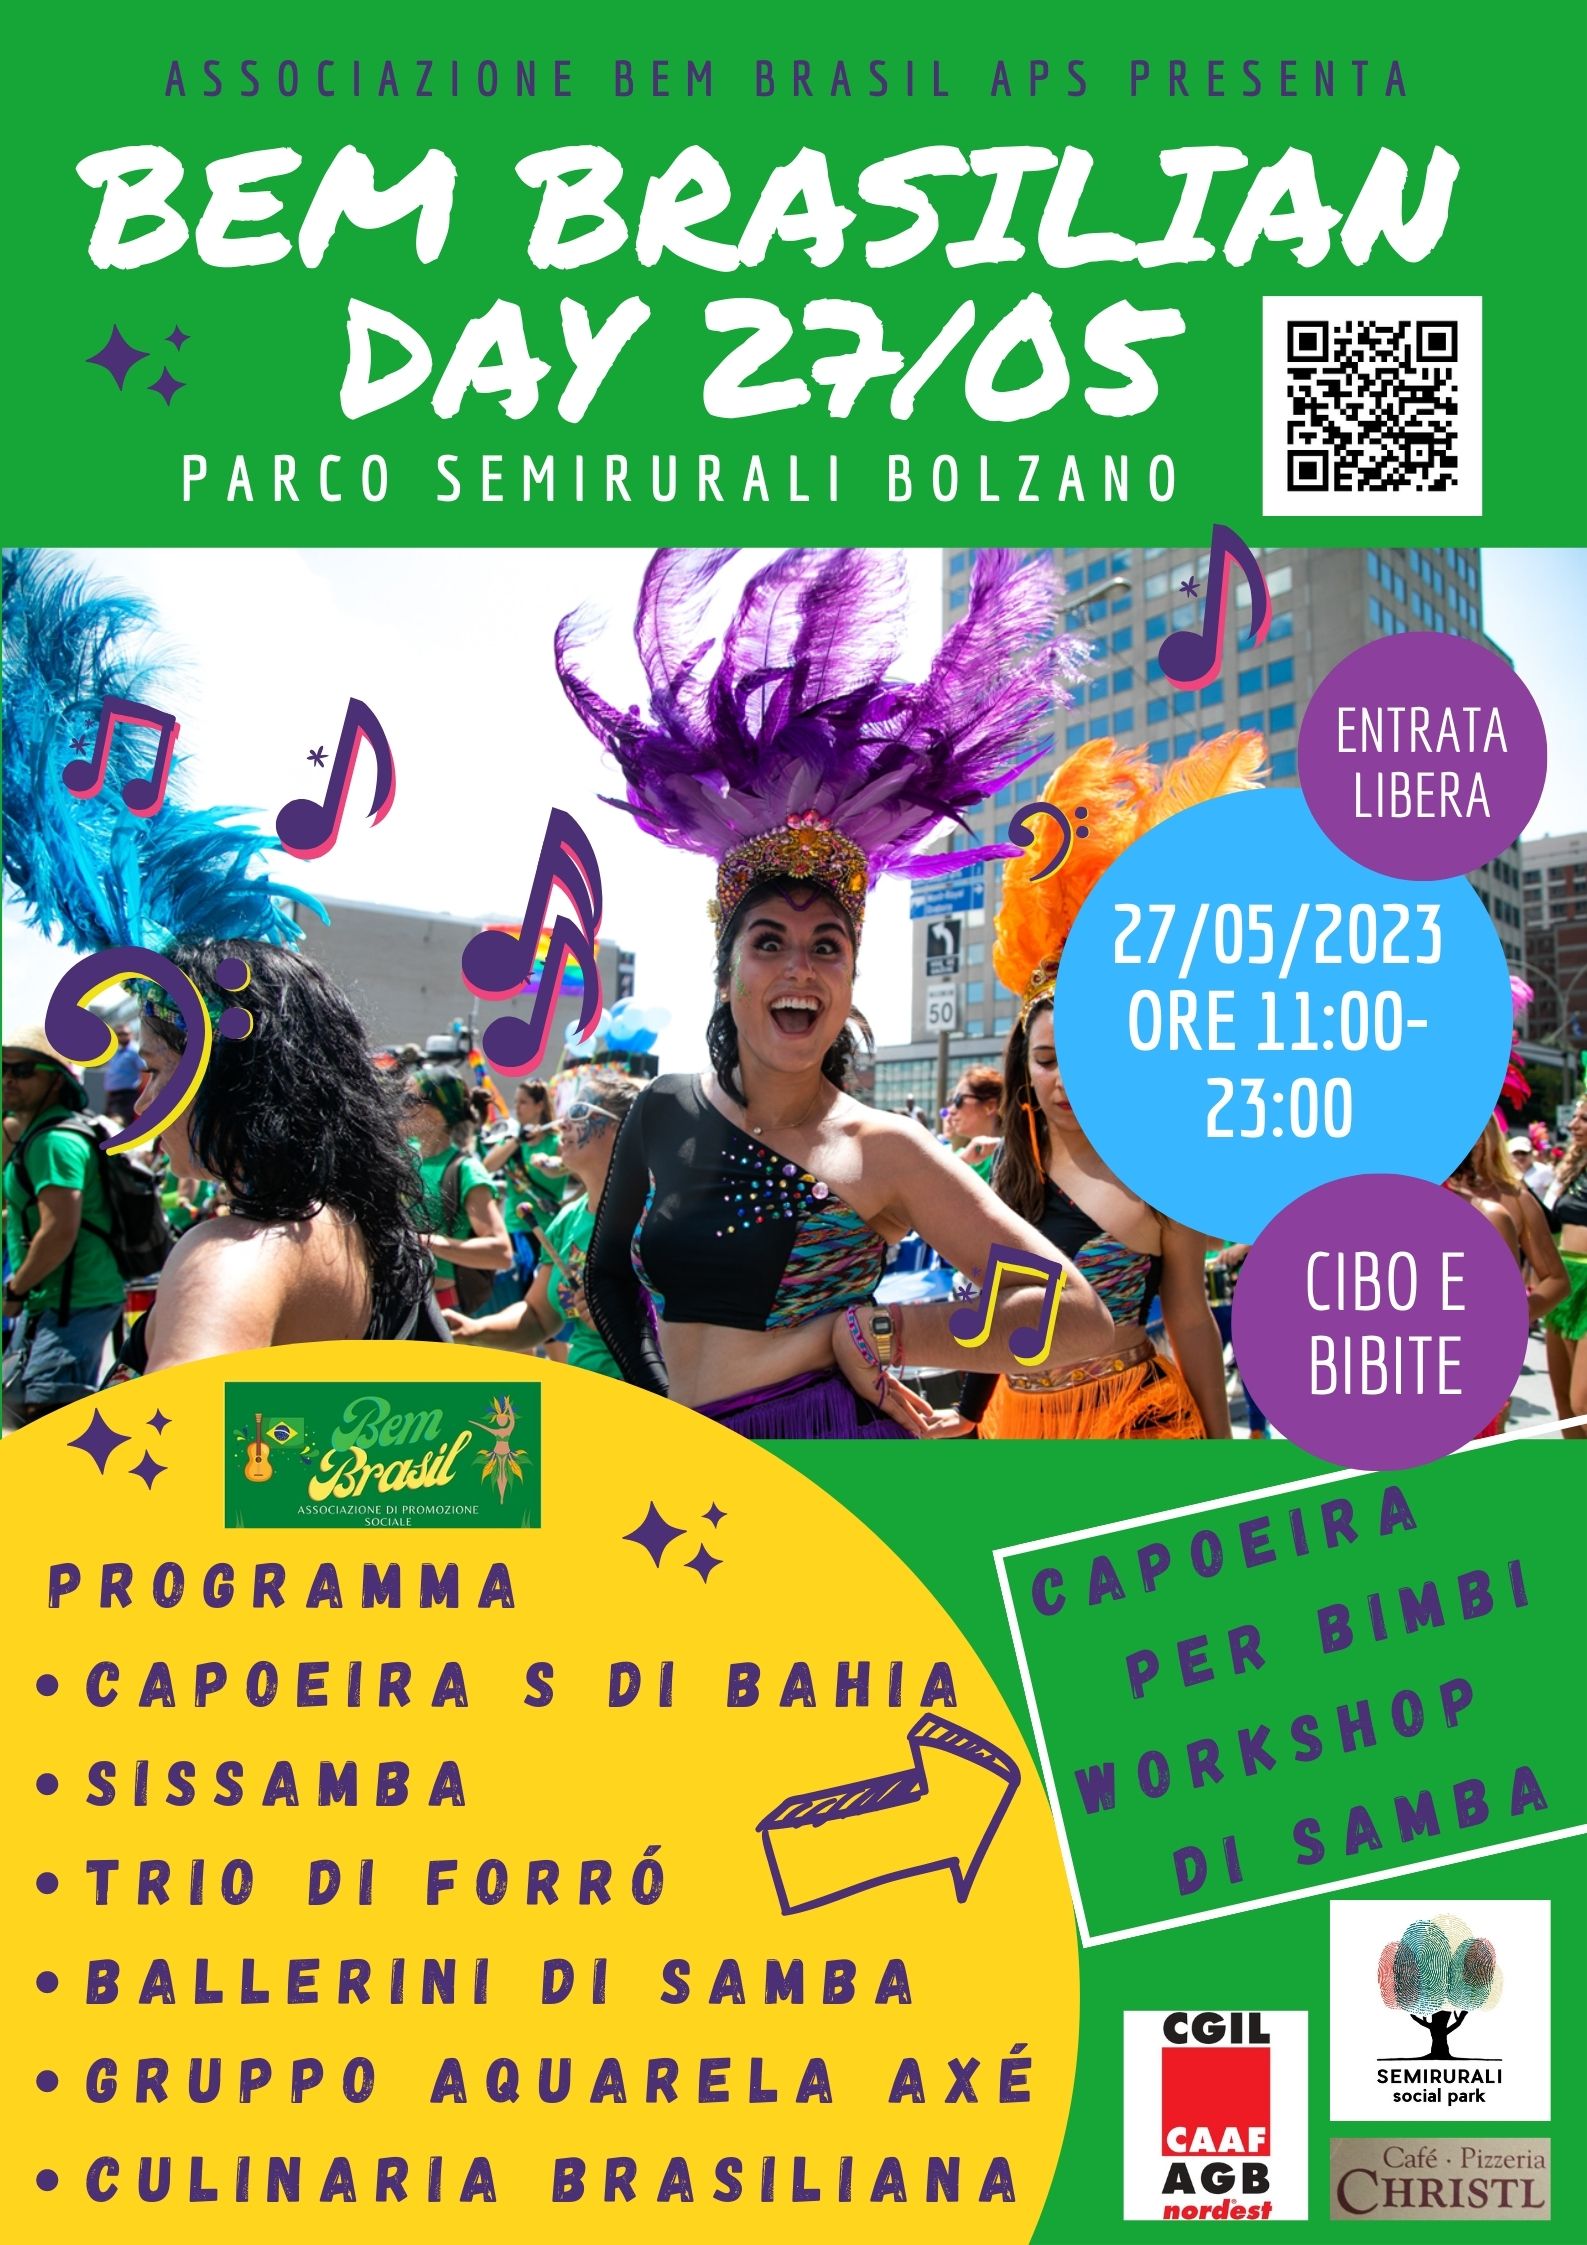 ASSOCIAZIONE BEM BRASIL APS PRESENTA
BEM BRASILIAN
DAY 27/05
PARCO SEMIRURALI BOLZANO
ENTRATA
LIBERA
27/05/2023
ORE 11:00-
23:00
50
CIBO E
BIBITE
Bem
Brasil
ASSOCIAZIONE DI PROMOZIONE
SOCIALE
PROGRAMMA
• CAPOEIRA S DI BAHIA
• SISSAMBA
• TRIO DI FORRÓ
• BALLERINI DI SAMBA
• GRUPPO AQUARELA AXÉ
• CULINARIA BRASILIANA
CAPOEIRA
PER BIMBI
WORKSHOP
DI SAMBA
CGIL
CAAF
AGB
nordest
SEMIRURALI
social park
Café · Pizzeria
CHRISTL